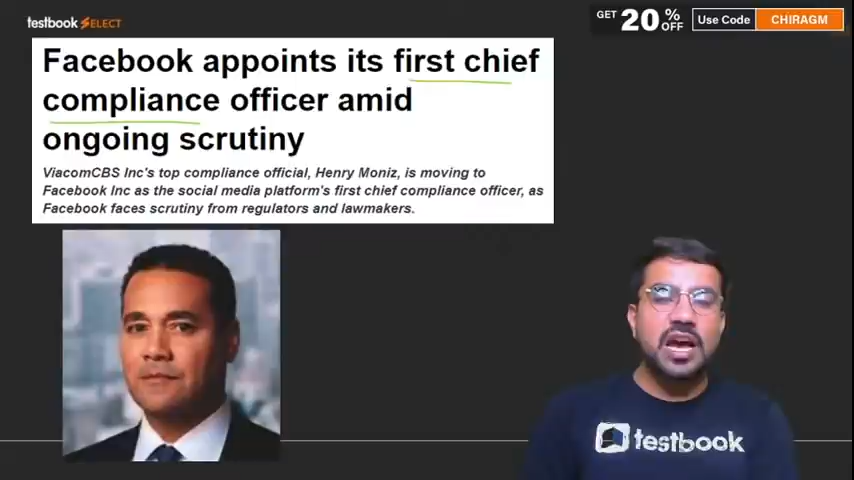 testbook SELECT
GET 20 % OFF
Use Code CHIRAGM
Facebook appoints its first chief
compliance officer amid
ongoing scrutiny
ViacomCBS Inc's top compliance official, Henry Moniz, is moving to
Facebook Inc as the social media platform's first chief compliance officer, as
Facebook faces scrutiny from regulators and lawmakers.
testbook